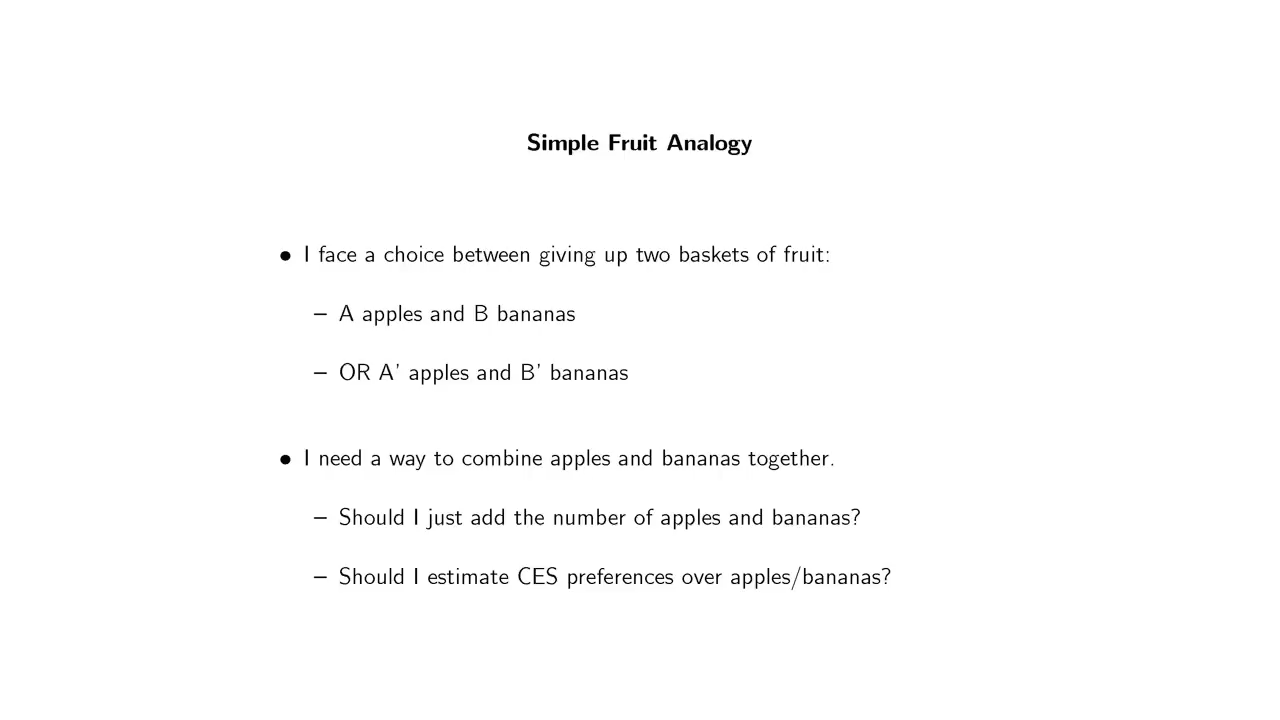 Simple Fruit Analogy
• I face a choice between giving up two baskets of fruit:
– A apples and B bananas
– OR A' apples and B' bananas
• I need a way to combine apples and bananas together.
– Should I just add the number of apples and bananas?
– Should I estimate CES preferences over apples/bananas?